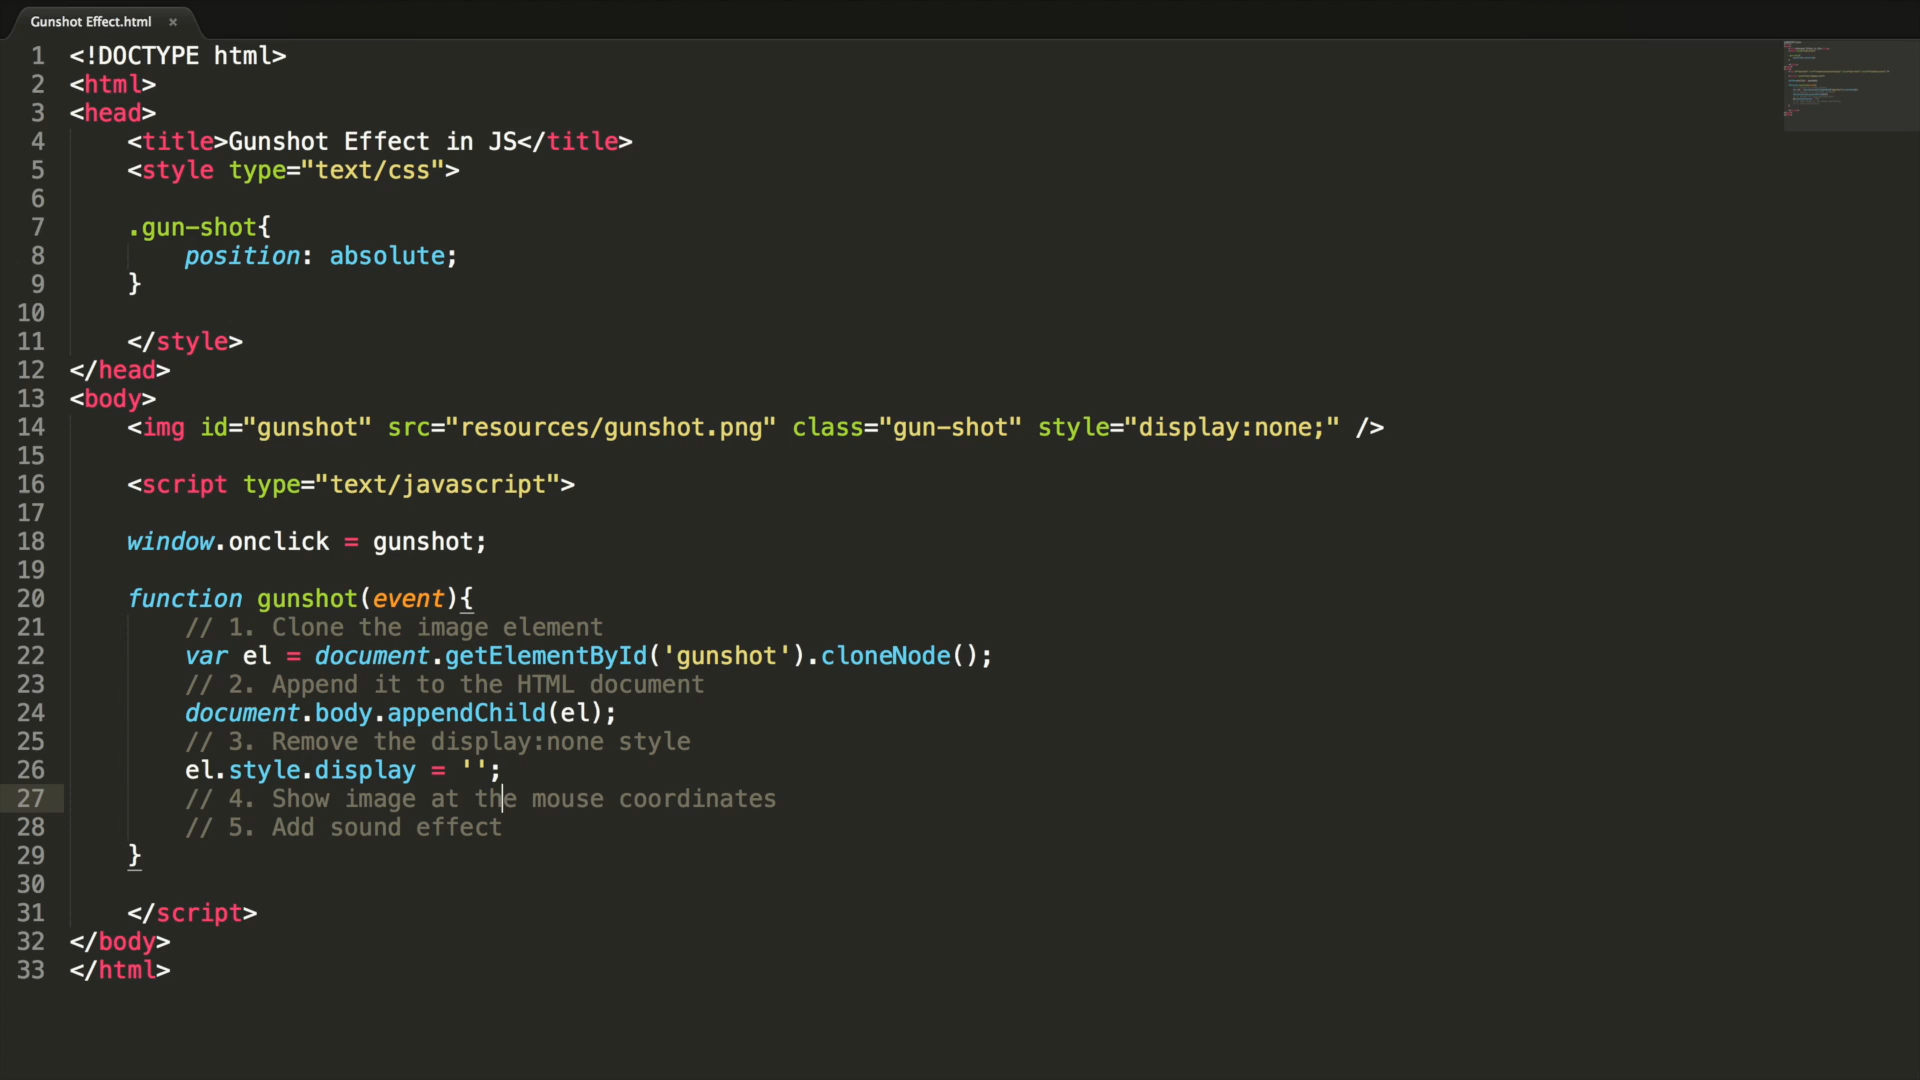 Gunshot Effect.html ×
1 <!DOCTYPE html>
2 <html>
3 <head>
4 <title>Gunshot Effect in JS</title>
5 <style type="text/css">
6
7 .gun-shot{
8 position: absolute;
9 }
10
11 </style>
12 </head>
13 <body>
14 <img id="gunshot" src="resources/gunshot.png" class="gun-shot" style="display:none;" />
15
16 <script type="text/javascript">
17
18 window.onclick = gunshot;
19
20 function gunshot(event){
21 // 1. Clone the image element
22 var el = document.getElementById('gunshot').cloneNode();
23 // 2. Append it to the HTML document
24 document.body.appendChild(el);
25 // 3. Remove the display:none style
26 el.style.display = '';
27 // 4. Show image at the mouse coordinates
28 // 5. Add sound effect
29 }
30
31 </script>
32 </body>
33 </html>